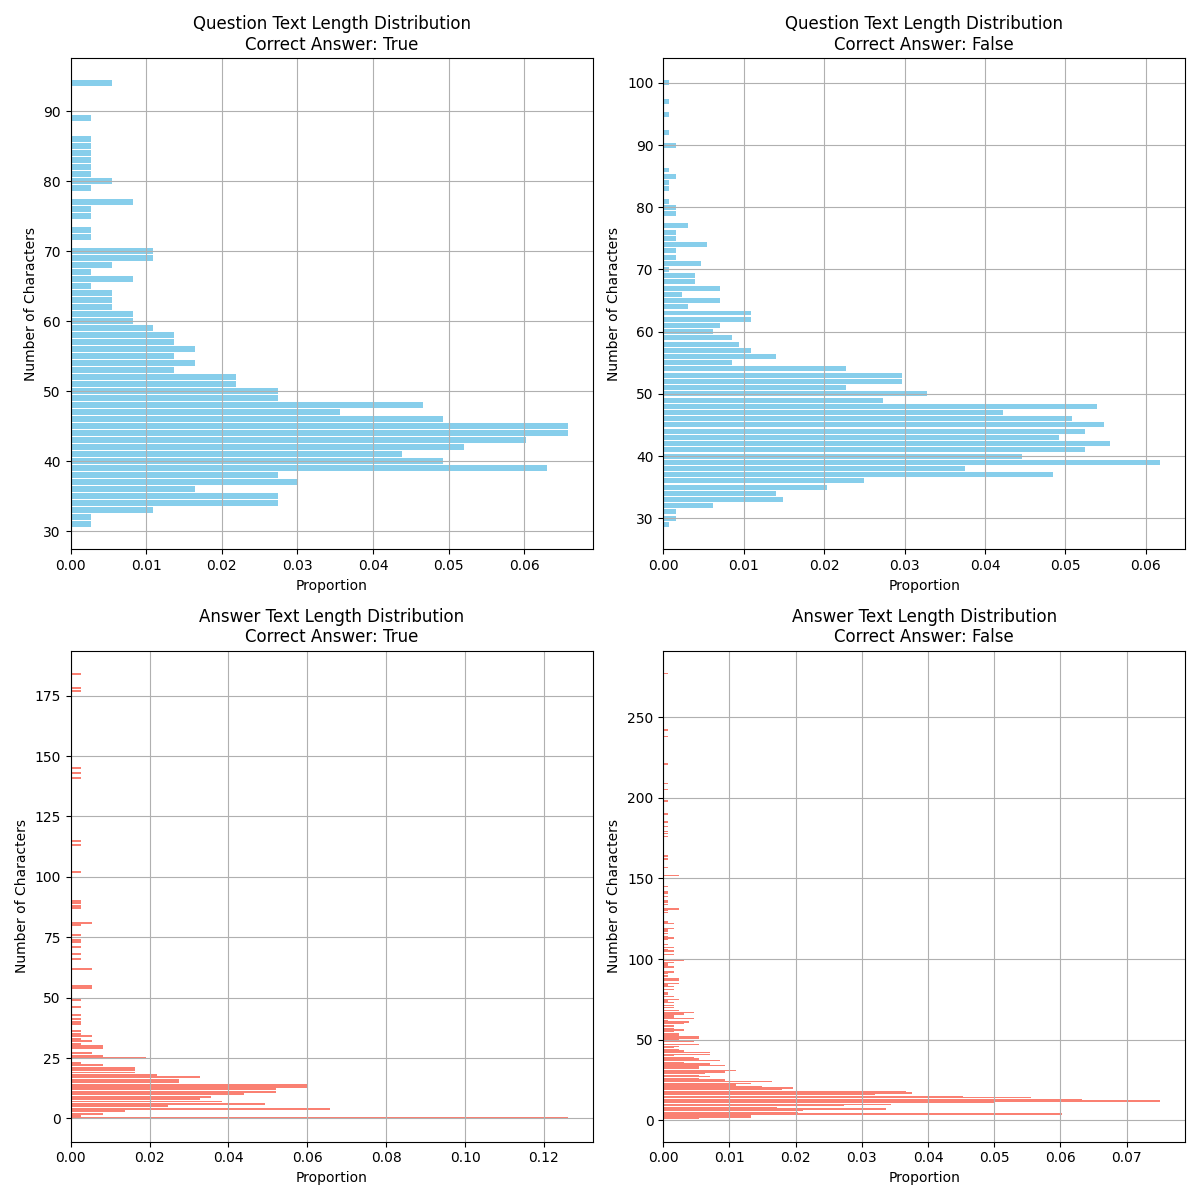 Question Text Length Distribution
Correct Answer: True
Number of Characters
90
80
70
60
50
40
30
0.00 0.01 0.02 0.03 0.04 0.05 0.06
Proportion
Question Text Length Distribution
Correct Answer: False
Number of Characters
100
90
80
70
60
50
40
30
0.00 0.01 0.02 0.03 0.04 0.05 0.06
Proportion
Answer Text Length Distribution
Correct Answer: True
Number of Characters
175
150
125
100
75
50
25
0
0.00 0.02 0.04 0.06 0.08 0.10 0.12
Proportion
Answer Text Length Distribution
Correct Answer: False
Number of Characters
250
200
150
100
50
0
0.00 0.01 0.02 0.03 0.04 0.05 0.06 0.07
Proportion